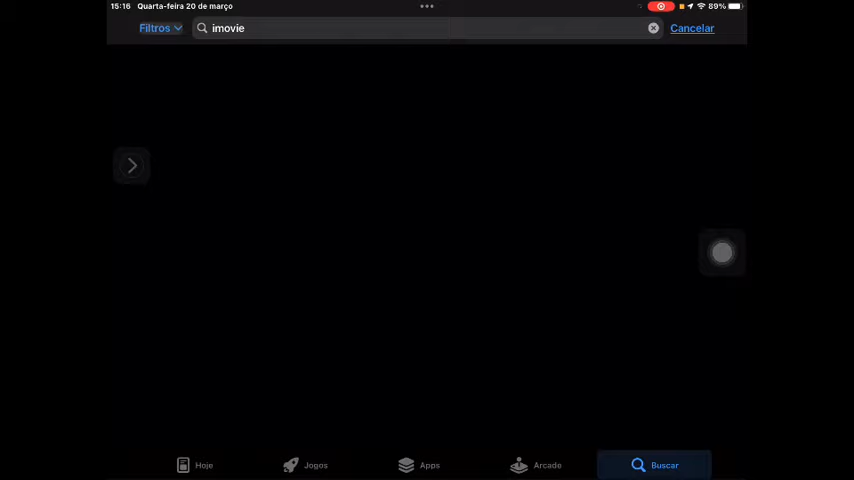 15:16 Quarta-feira 20 de março 89%
Filtros imovie Cancelar
Hoje Jogos Apps Arcade Buscar